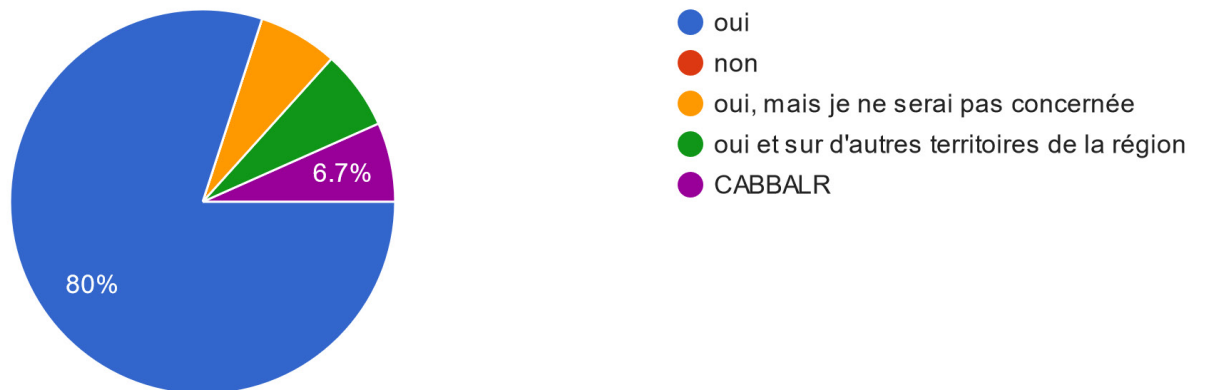 oui
non
oui, mais je ne serai pas concernée
oui et sur d'autres territoires de la région
CABBALR
6.7%
80%